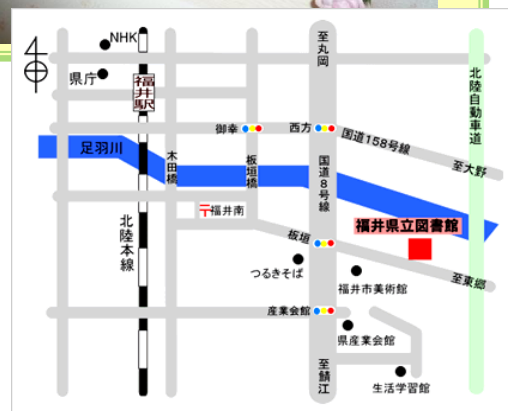 NHK
県庁
福井駅
至丸岡
北陸自動車道
御幸
西方
国道158号線
至大野
足羽川
木田橋
板垣橋
国道8号線
〒福井南
北陸本線
板垣
福井県立図書館
つるきそば
福井市美術館
至東郷
産業会館
県産業会館
至鯖江
生活学習館